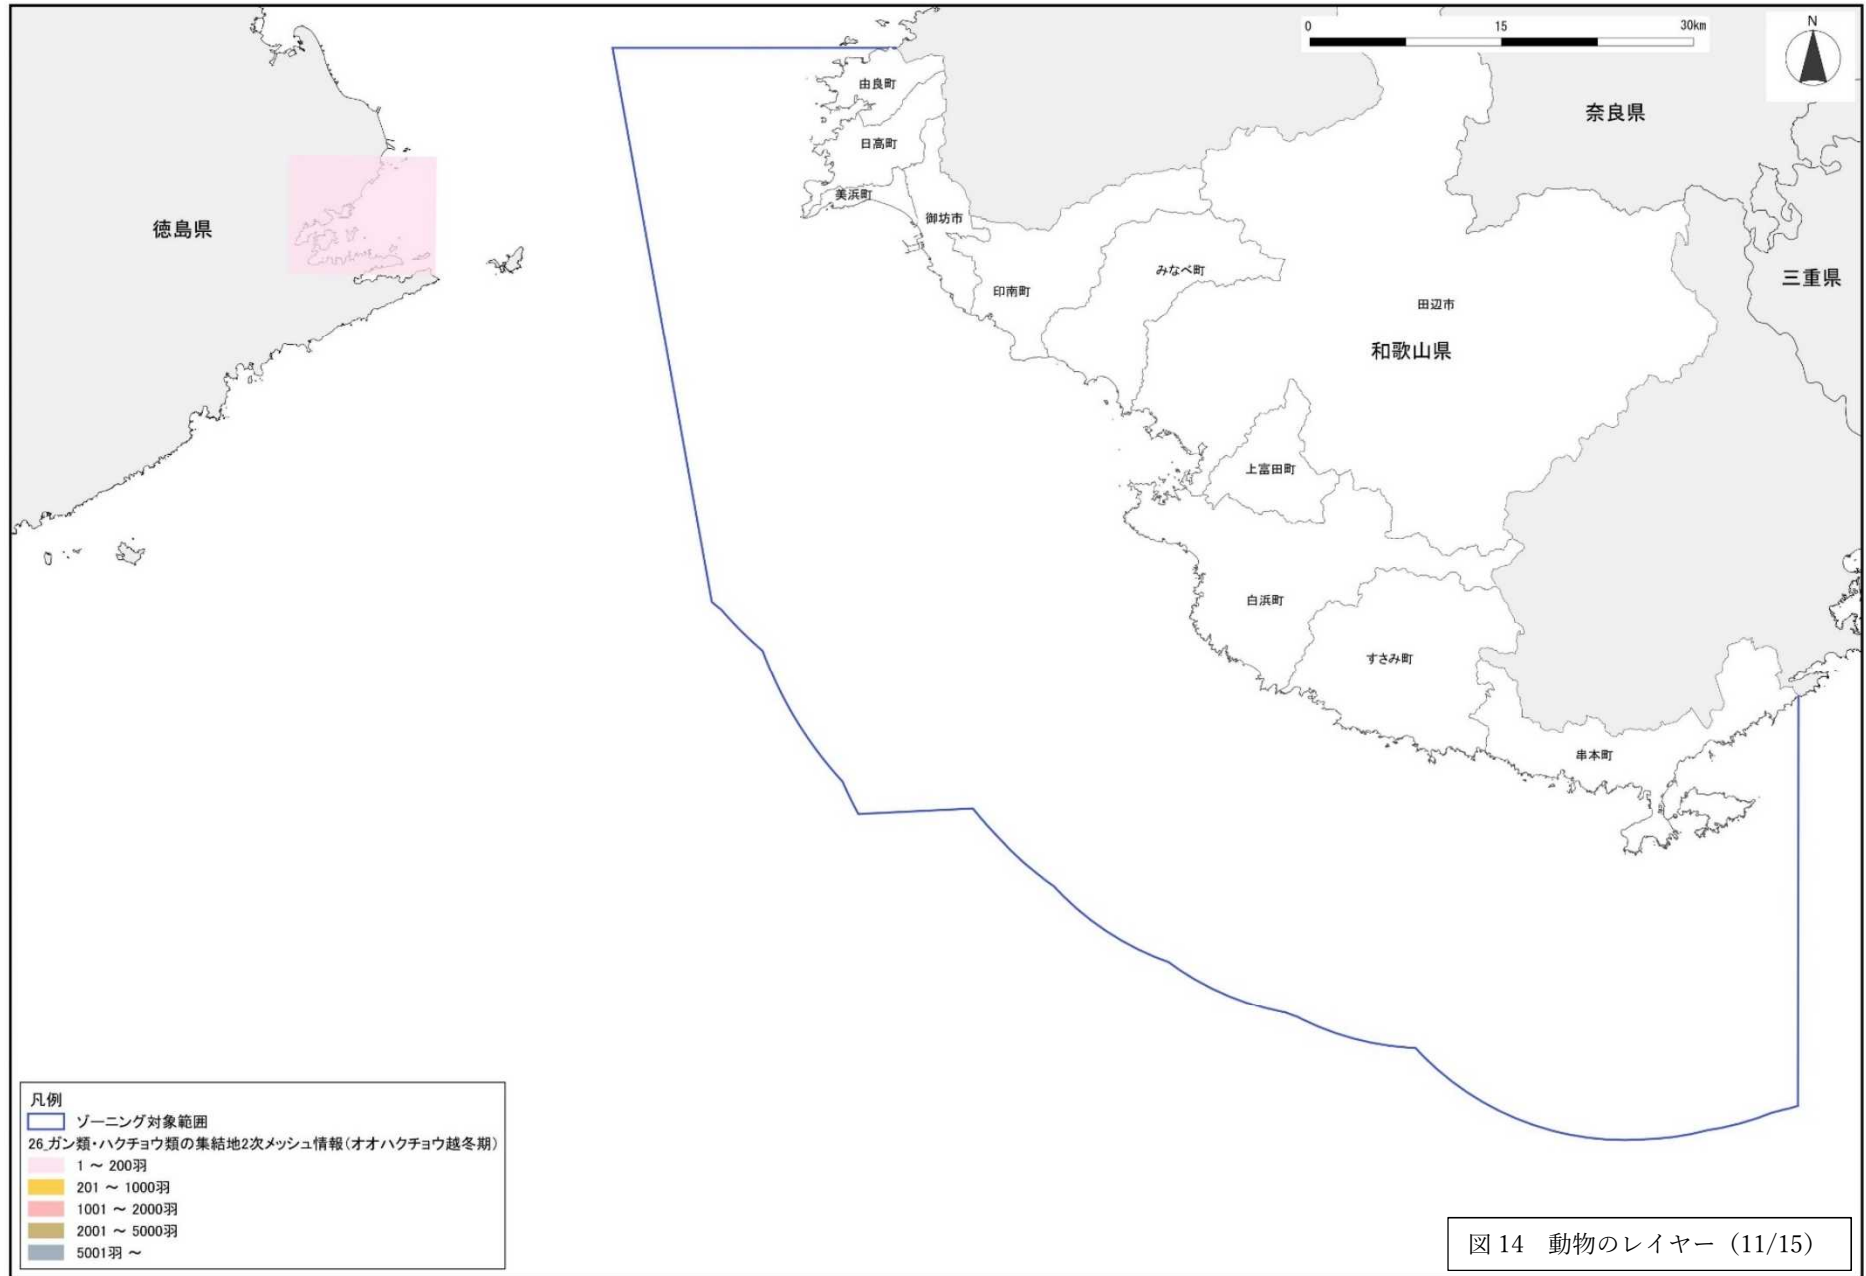 0 15 30km
N
由良町
奈良県
日高町
美浜町
御坊市
徳島県
みなべ町
三重県
印南町
田辺市
和歌山県
上富田町
白浜町
すさみ町
串本町
凡例
ゾーニング対象範囲
26_ガン類・ハクチョウ類の集結地2次メッシュ情報(オオハクチョウ越冬期)
1 ~ 200羽
201 ~ 1000羽
1001 ~ 2000羽
2001 ~ 5000羽
5001羽 ~
図 14 動物のレイヤー（11/15）